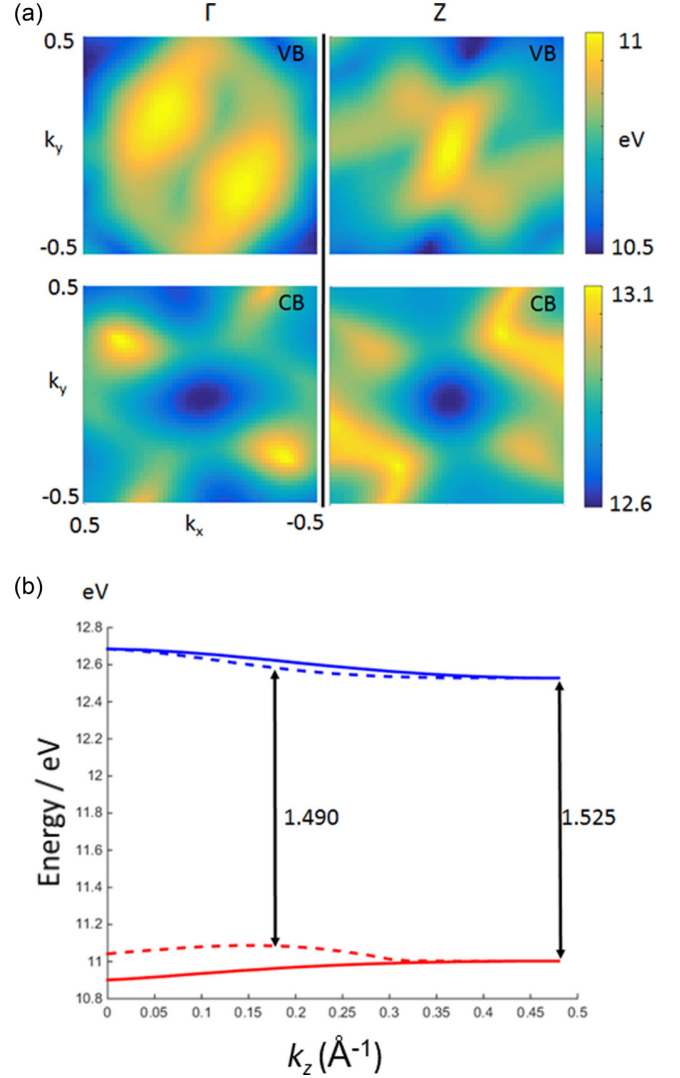 (a)
Γ Z
0.5 VB VB 11
k_y eV
-0.5 10.5
0.5 CB CB 13.1
k_y
-0.5 12.6
0.5 k_x -0.5
(b)
eV
12.8
12.6
12.4
12.2
12
11.8
1.490 1.525
11.6
11.4
11.2
11
10.8
Energy / eV
0 0.05 0.1 0.15 0.2 0.25 0.3 0.35 0.4 0.45 0.5
k_z (Å⁻¹)